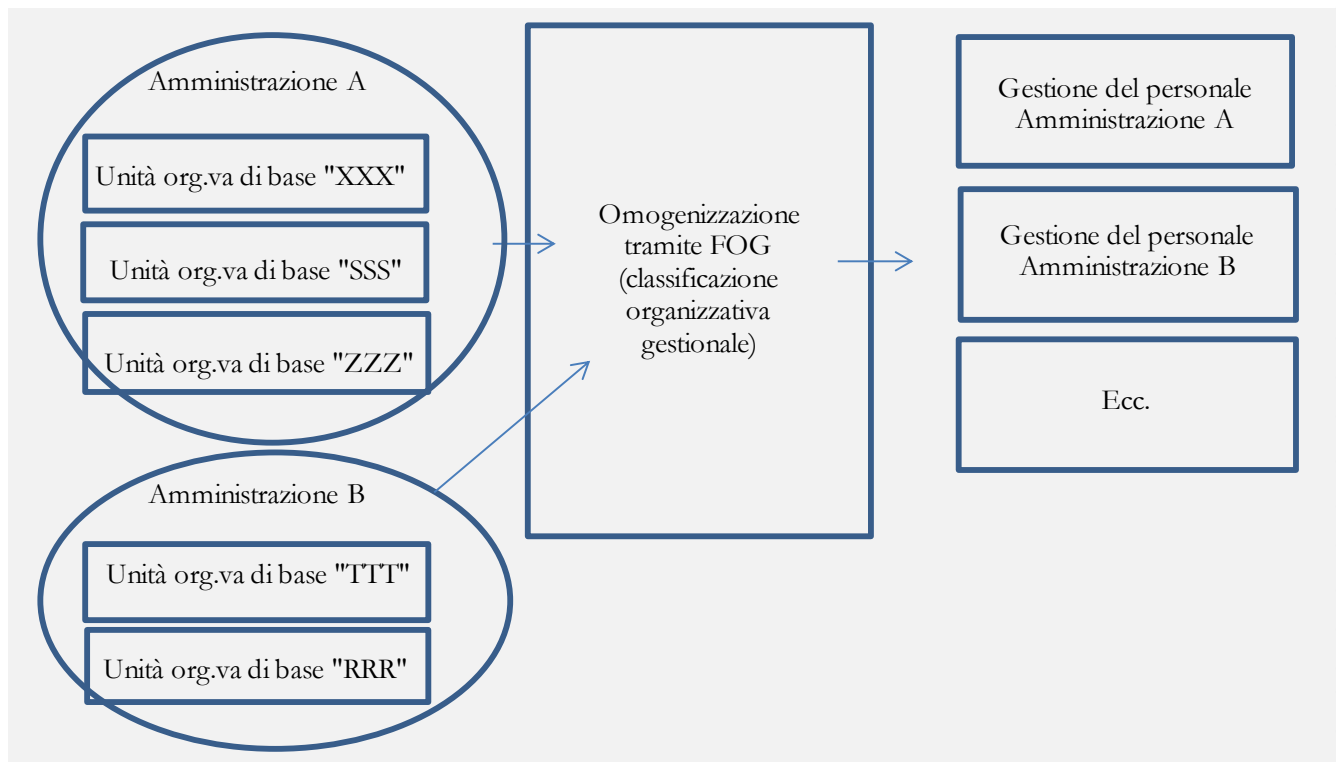 Amministrazione A
Unità org.va di base "XXX"
Unità org.va di base "SSS"
Unità org.va di base "ZZZ"
Amministrazione B
Unità org.va di base "TTT"
Unità org.va di base "RRR"
Omogenizzazione
tramite FOG
(classificazione
organizzativa
gestionale)
Gestione del personale
Amministrazione A
Gestione del personale
Amministrazione B
Ecc.